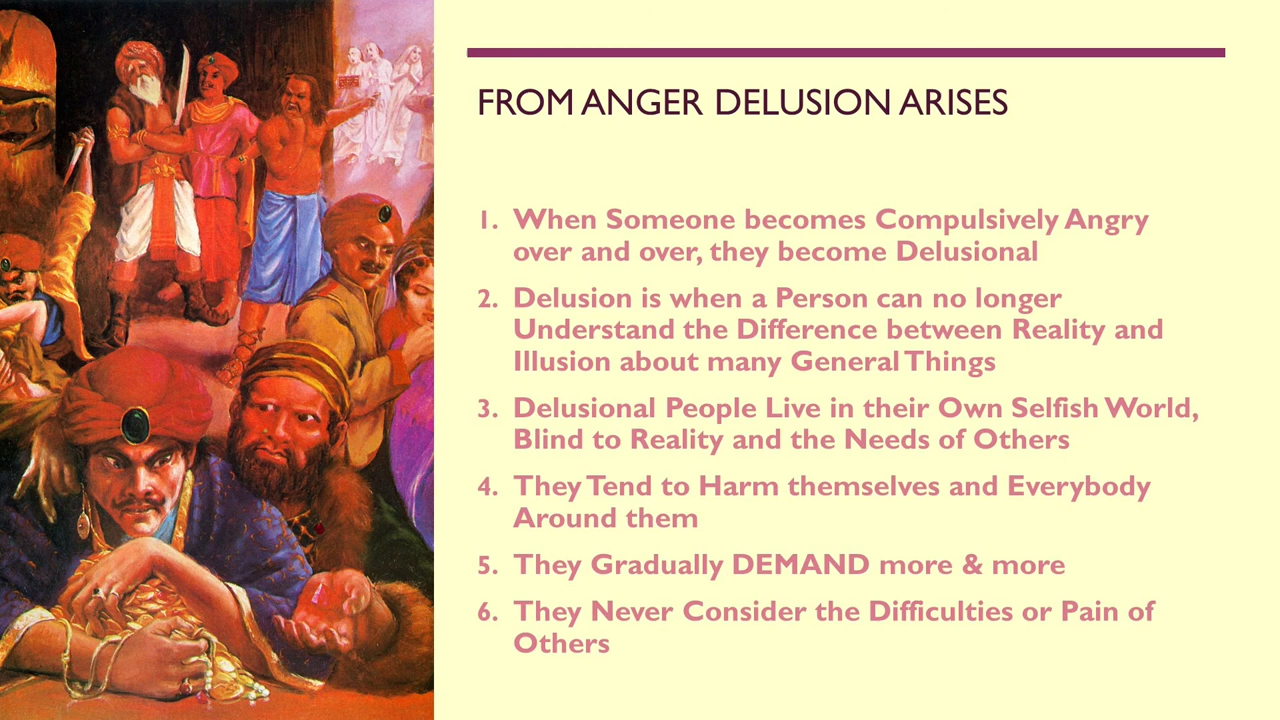 FROM ANGER DELUSION ARISES
1. When Someone becomes Compulsively Angry
over and over, they become Delusional
2. Delusion is when a Person can no longer
Understand the Difference between Reality and
Illusion about many General Things
3. Delusional People Live in their Own Selfish World,
Blind to Reality and the Needs of Others
4. They Tend to Harm themselves and Everybody
Around them
5. They Gradually DEMAND more & more
6. They Never Consider the Difficulties or Pain of
Others